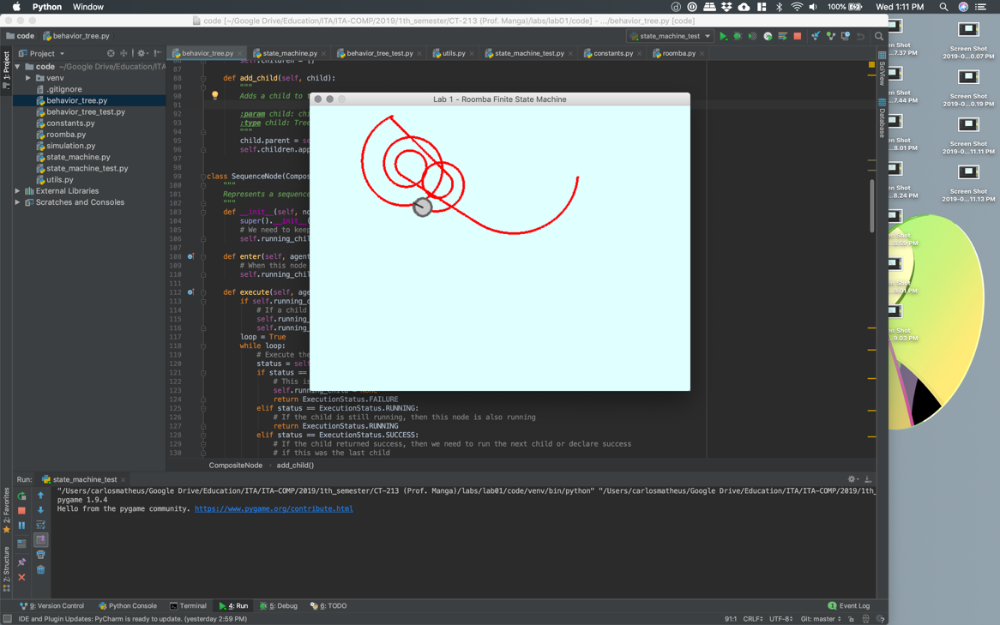 Python Window
100% Wed 1:11 PM
code [~/Google Drive/Education/ITA/ITA-COMP/2019/1th_semester/CT-213 (Prof. Manga)/labs/lab01/code] - .../behavior_tree.py [code]
code behavior_tree.py
state_machine_test
Project
behavior_tree.py state_machine.py behavior_tree_test.py utils.py state_machine_test.py constants.py roomba.py
1: Project
code ~/Google Drive/Education/ITA
venv
.gitignore
behavior_tree.py
behavior_tree_test.py
constants.py
roomba.py
simulation.py
state_machine.py
state_machine_test.py
utils.py
External Libraries
Scratches and Consoles
86 self.children = []
87
88 def add_child(self, child):
89 """
90 Adds a child to t
91
92 :param child: chi
93 :type child: Tree
94 """
95 child.parent = se
96 self.children.app
97
98
99 class SequenceNode(Compos
100 """
101 Represents a sequence
102 """
103 def __init__(self, no
104 super().__init__(
105 # We need to keep
106 self.running_chil
107
108 def enter(self, agent
109 # When this node
110 self.running_chil
111
112 def execute(self, age
113 if self.running_c
114 # If a child
115 self.running_
116 self.running_
117 loop = True
118 while loop:
119 # Execute the
120 status = self
121 if status ==
122 # This is
123 self.running_child = None
124 return ExecutionStatus.FAILURE
125 elif status == ExecutionStatus.RUNNING:
126 # If the child is still running, then this node is also running
127 return ExecutionStatus.RUNNING
128 elif status == ExecutionStatus.SUCCESS:
129 # If the child returned success, then we need to run the next child or declare success
130 # if this was the last child
CompositeNode add_child()
Lab 1 - Roomba Finite State Machine
SciView
Database
Run: state_machine_test
"/Users/carlosmatheus/Google Drive/Education/ITA/ITA-COMP/2019/1th_semester/CT-213 (Prof. Manga)/labs/lab01/code/venv/bin/python" "/Users/carlosmatheus/Google Drive/Education/ITA/ITA-COMP/2019/1th_
pygame 1.9.4
Hello from the pygame community. https://www.pygame.org/contribute.html
2: Favorites
7: Structure
9: Version Control Python Console Terminal 4: Run 5: Debug 6: TODO Event Log
IDE and Plugin Updates: PyCharm is ready to update. (yesterday 2:59 PM) 91:1 CRLF UTF-8 Git: master
Shot
...7.37 PM
Shot
...7.44 PM
Shot
...8.01 PM
Shot
...8.24 PM
Shot
...8.59 PM
Shot
...9.01 PM
Shot
...9.03 PM
Screen Shot
2019-0...0.07 PM
Screen Shot
2019-0...0.19 PM
Screen Shot
2019-0...11.11 PM
Screen Shot
2019-0...11.13 PM